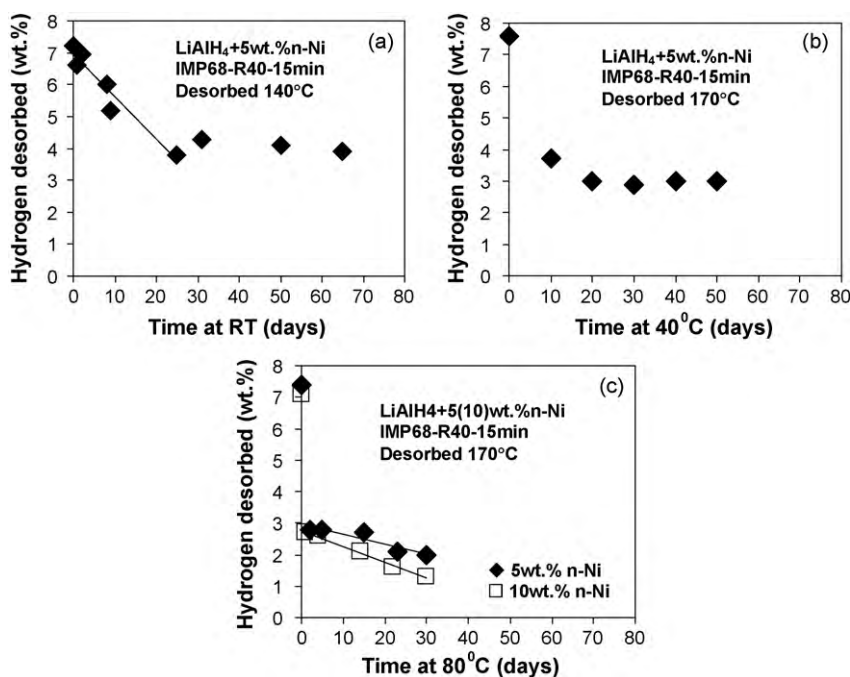 (a)
LiAlH₄+5wt.%n-Ni
IMP68-R40-15min
Desorbed 140°C
Hydrogen desorbed (wt.%)
8
7
6
5
4
3
2
1
0
0 10 20 30 40 50 60 70 80
Time at RT (days)
(b)
LiAlH₄+5wt.%n-Ni
IMP68-R40-15min
Desorbed 170°C
Hydrogen desorbed (wt.%)
8
7
6
5
4
3
2
1
0
0 10 20 30 40 50 60 70 80
Time at 40⁰C (days)
(c)
LiAlH4+5(10)wt.%n-Ni
IMP68-R40-15min
Desorbed 170°C
Hydrogen desorbed (wt.%)
8
7
6
5
4
3
2
1
0
5wt.% n-Ni
10wt.% n-Ni
0 10 20 30 40 50 60 70 80
Time at 80⁰C (days)